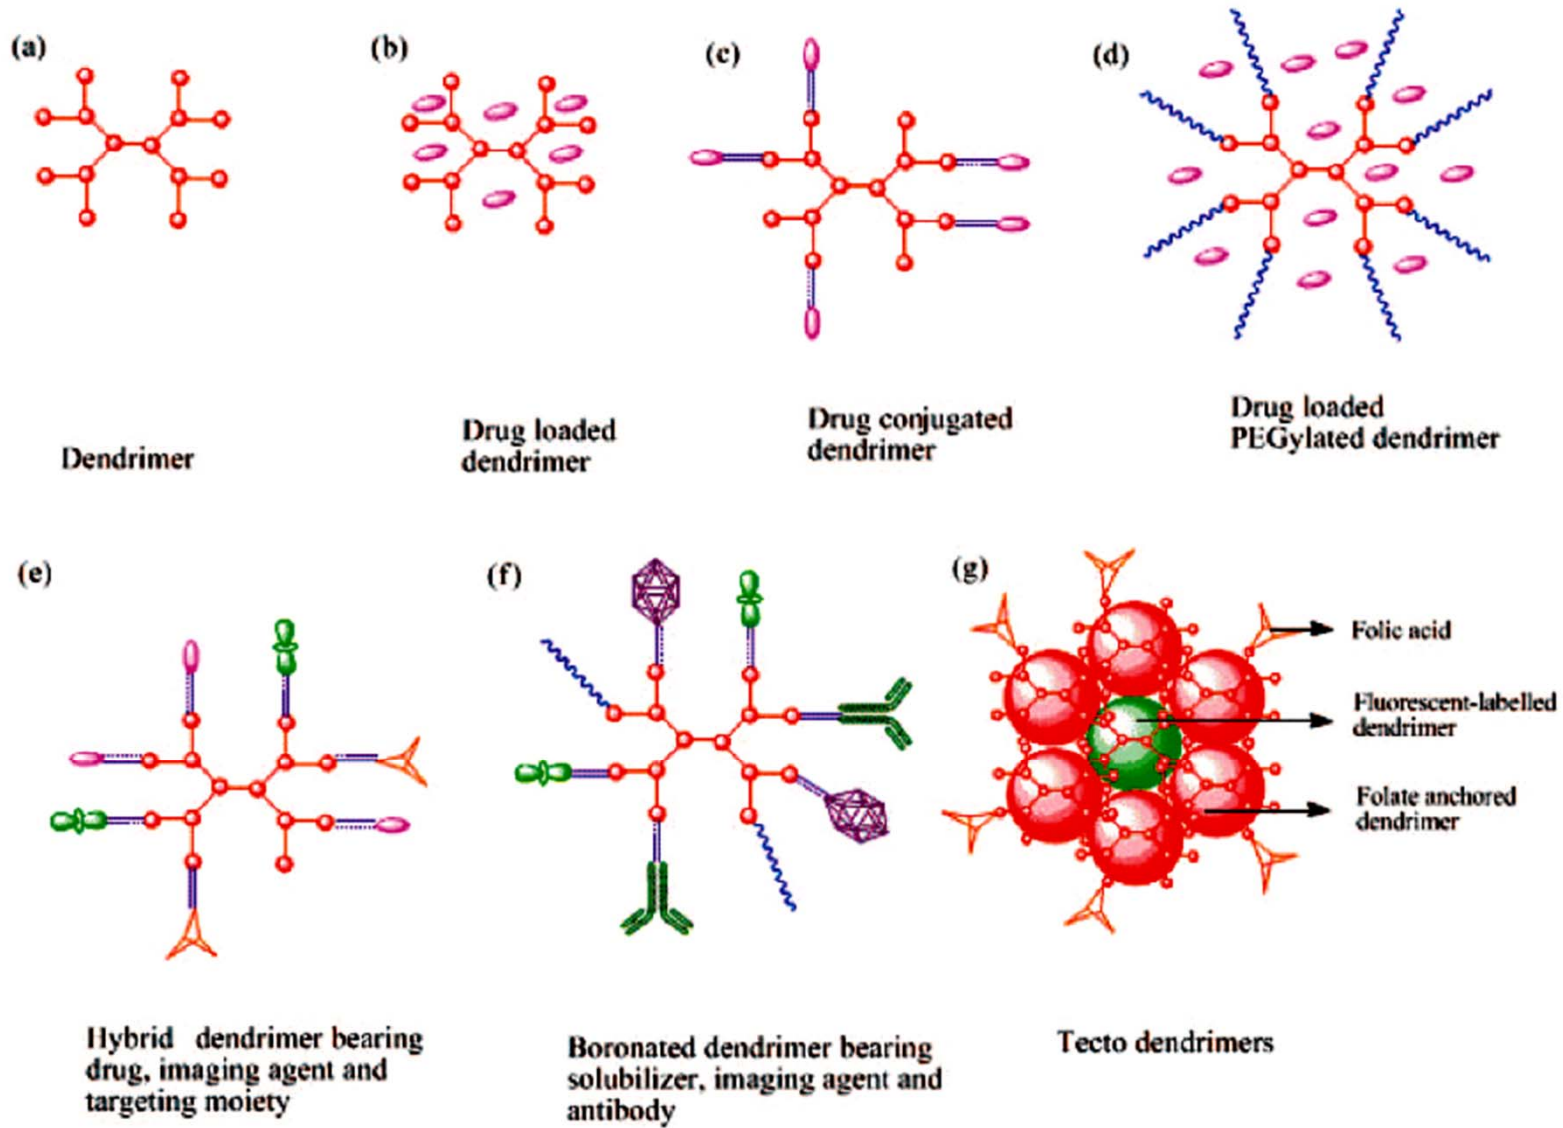 (a)
(b)
(c)
(d)
Dendrimer
Drug loaded
dendrimer
Drug conjugated
dendrimer
Drug loaded
PEGylated dendrimer
(e)
(f)
(g)
Folic acid
Fluorescent-labelled
dendrimer
Folate anchored
dendrimer
Hybrid dendrimer bearing
drug, imaging agent and
targeting moiety
Boronated dendrimer bearing
solubilizer, imaging agent and
antibody
Tecto dendrimers